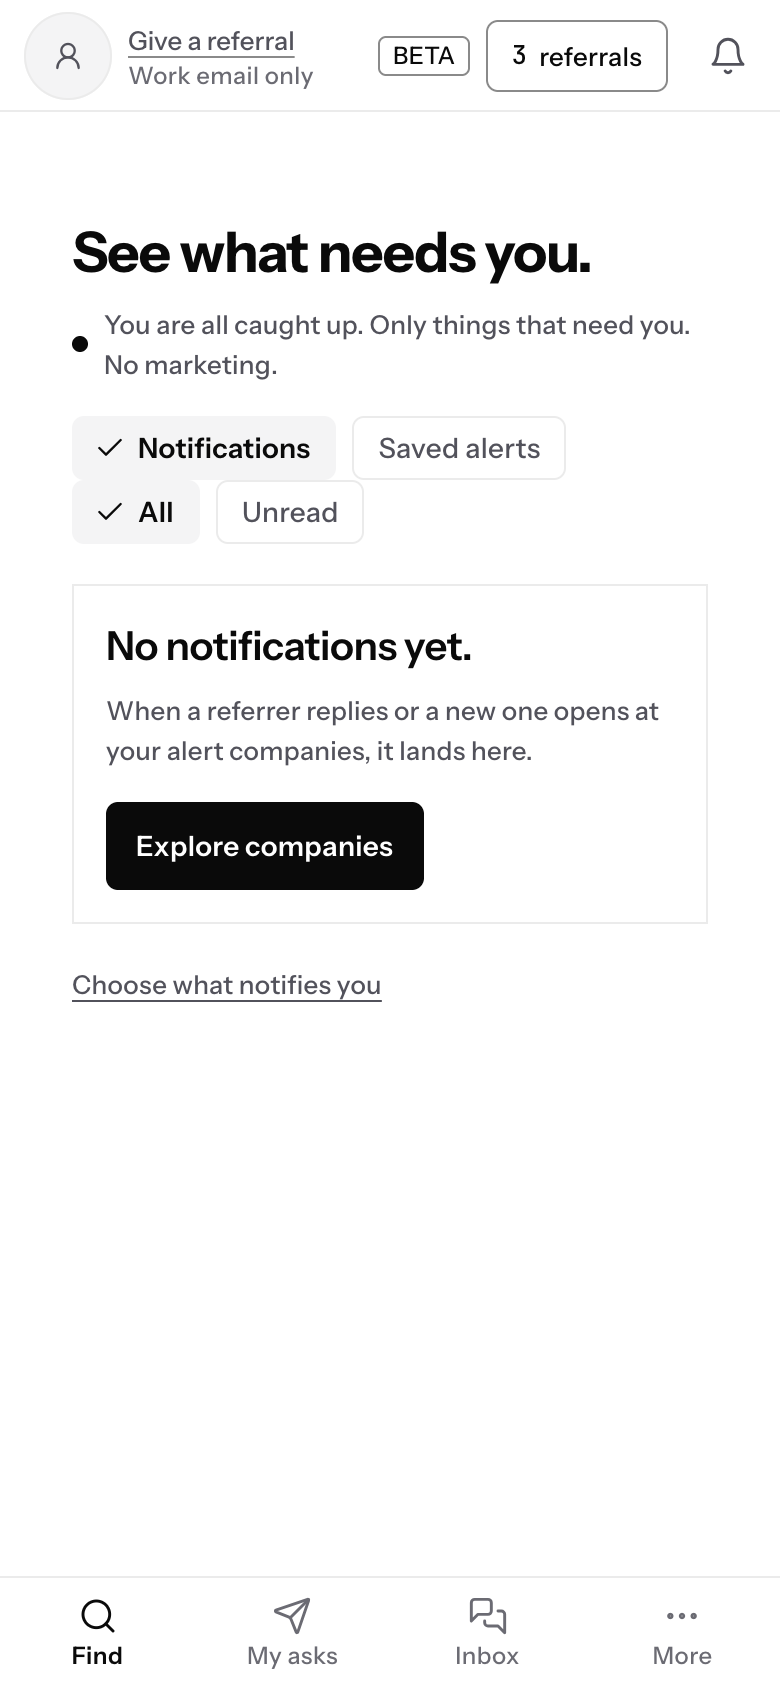 Give a referral
Work email only
BETA
3 referrals
See what needs you.
You are all caught up. Only things that need you.
No marketing.
Notifications
Saved alerts
All
Unread
No notifications yet.
When a referrer replies or a new one opens at
your alert companies, it lands here.
Explore companies
Choose what notifies you
Find
My asks
Inbox
More